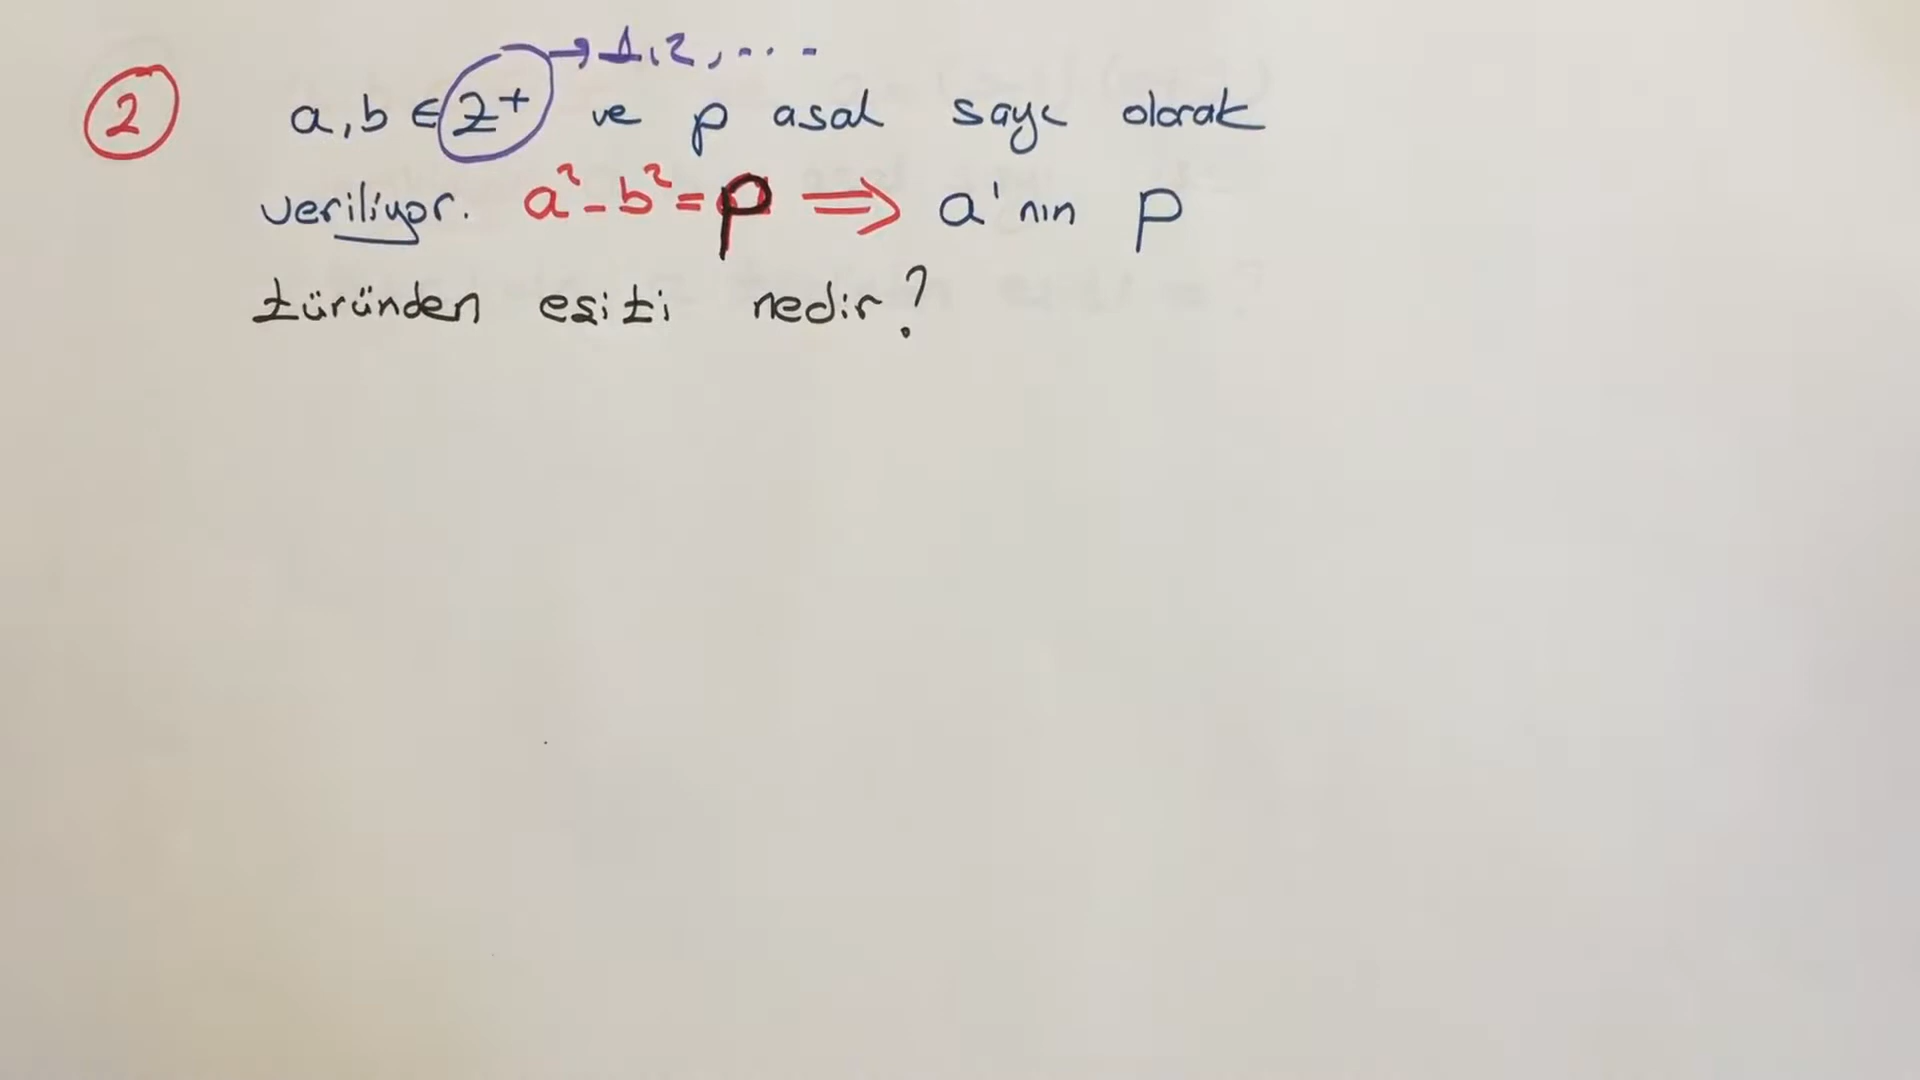 → 1, 2, ...
② a, b ∈ Z⁺ ve p asal sayı olarak
veriliyor. a² - b² = p ⟹ a'nın p
türünden eşiti nedir?